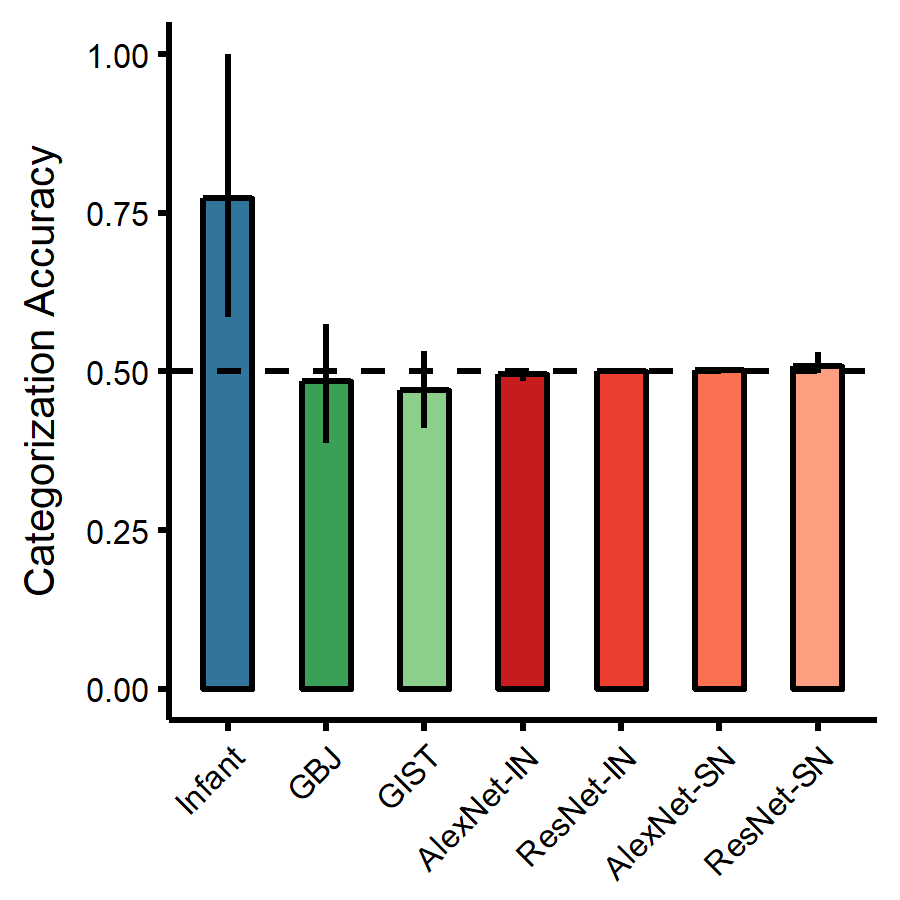 Categorization Accuracy
1.00
0.75
0.50
0.25
0.00
Infant
GBJ
GIST
AlexNet-IN
ResNet-IN
AlexNet-SN
ResNet-SN